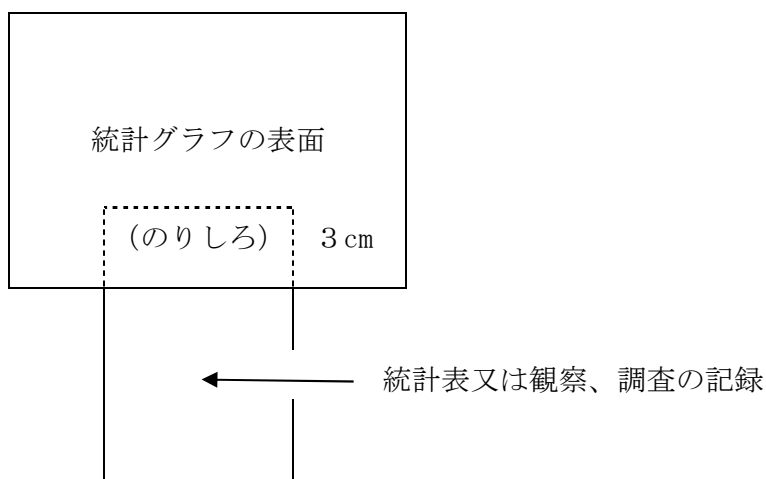 統計グラフの表面
（のりしろ）
３cm
統計表又は観察、調査の記録